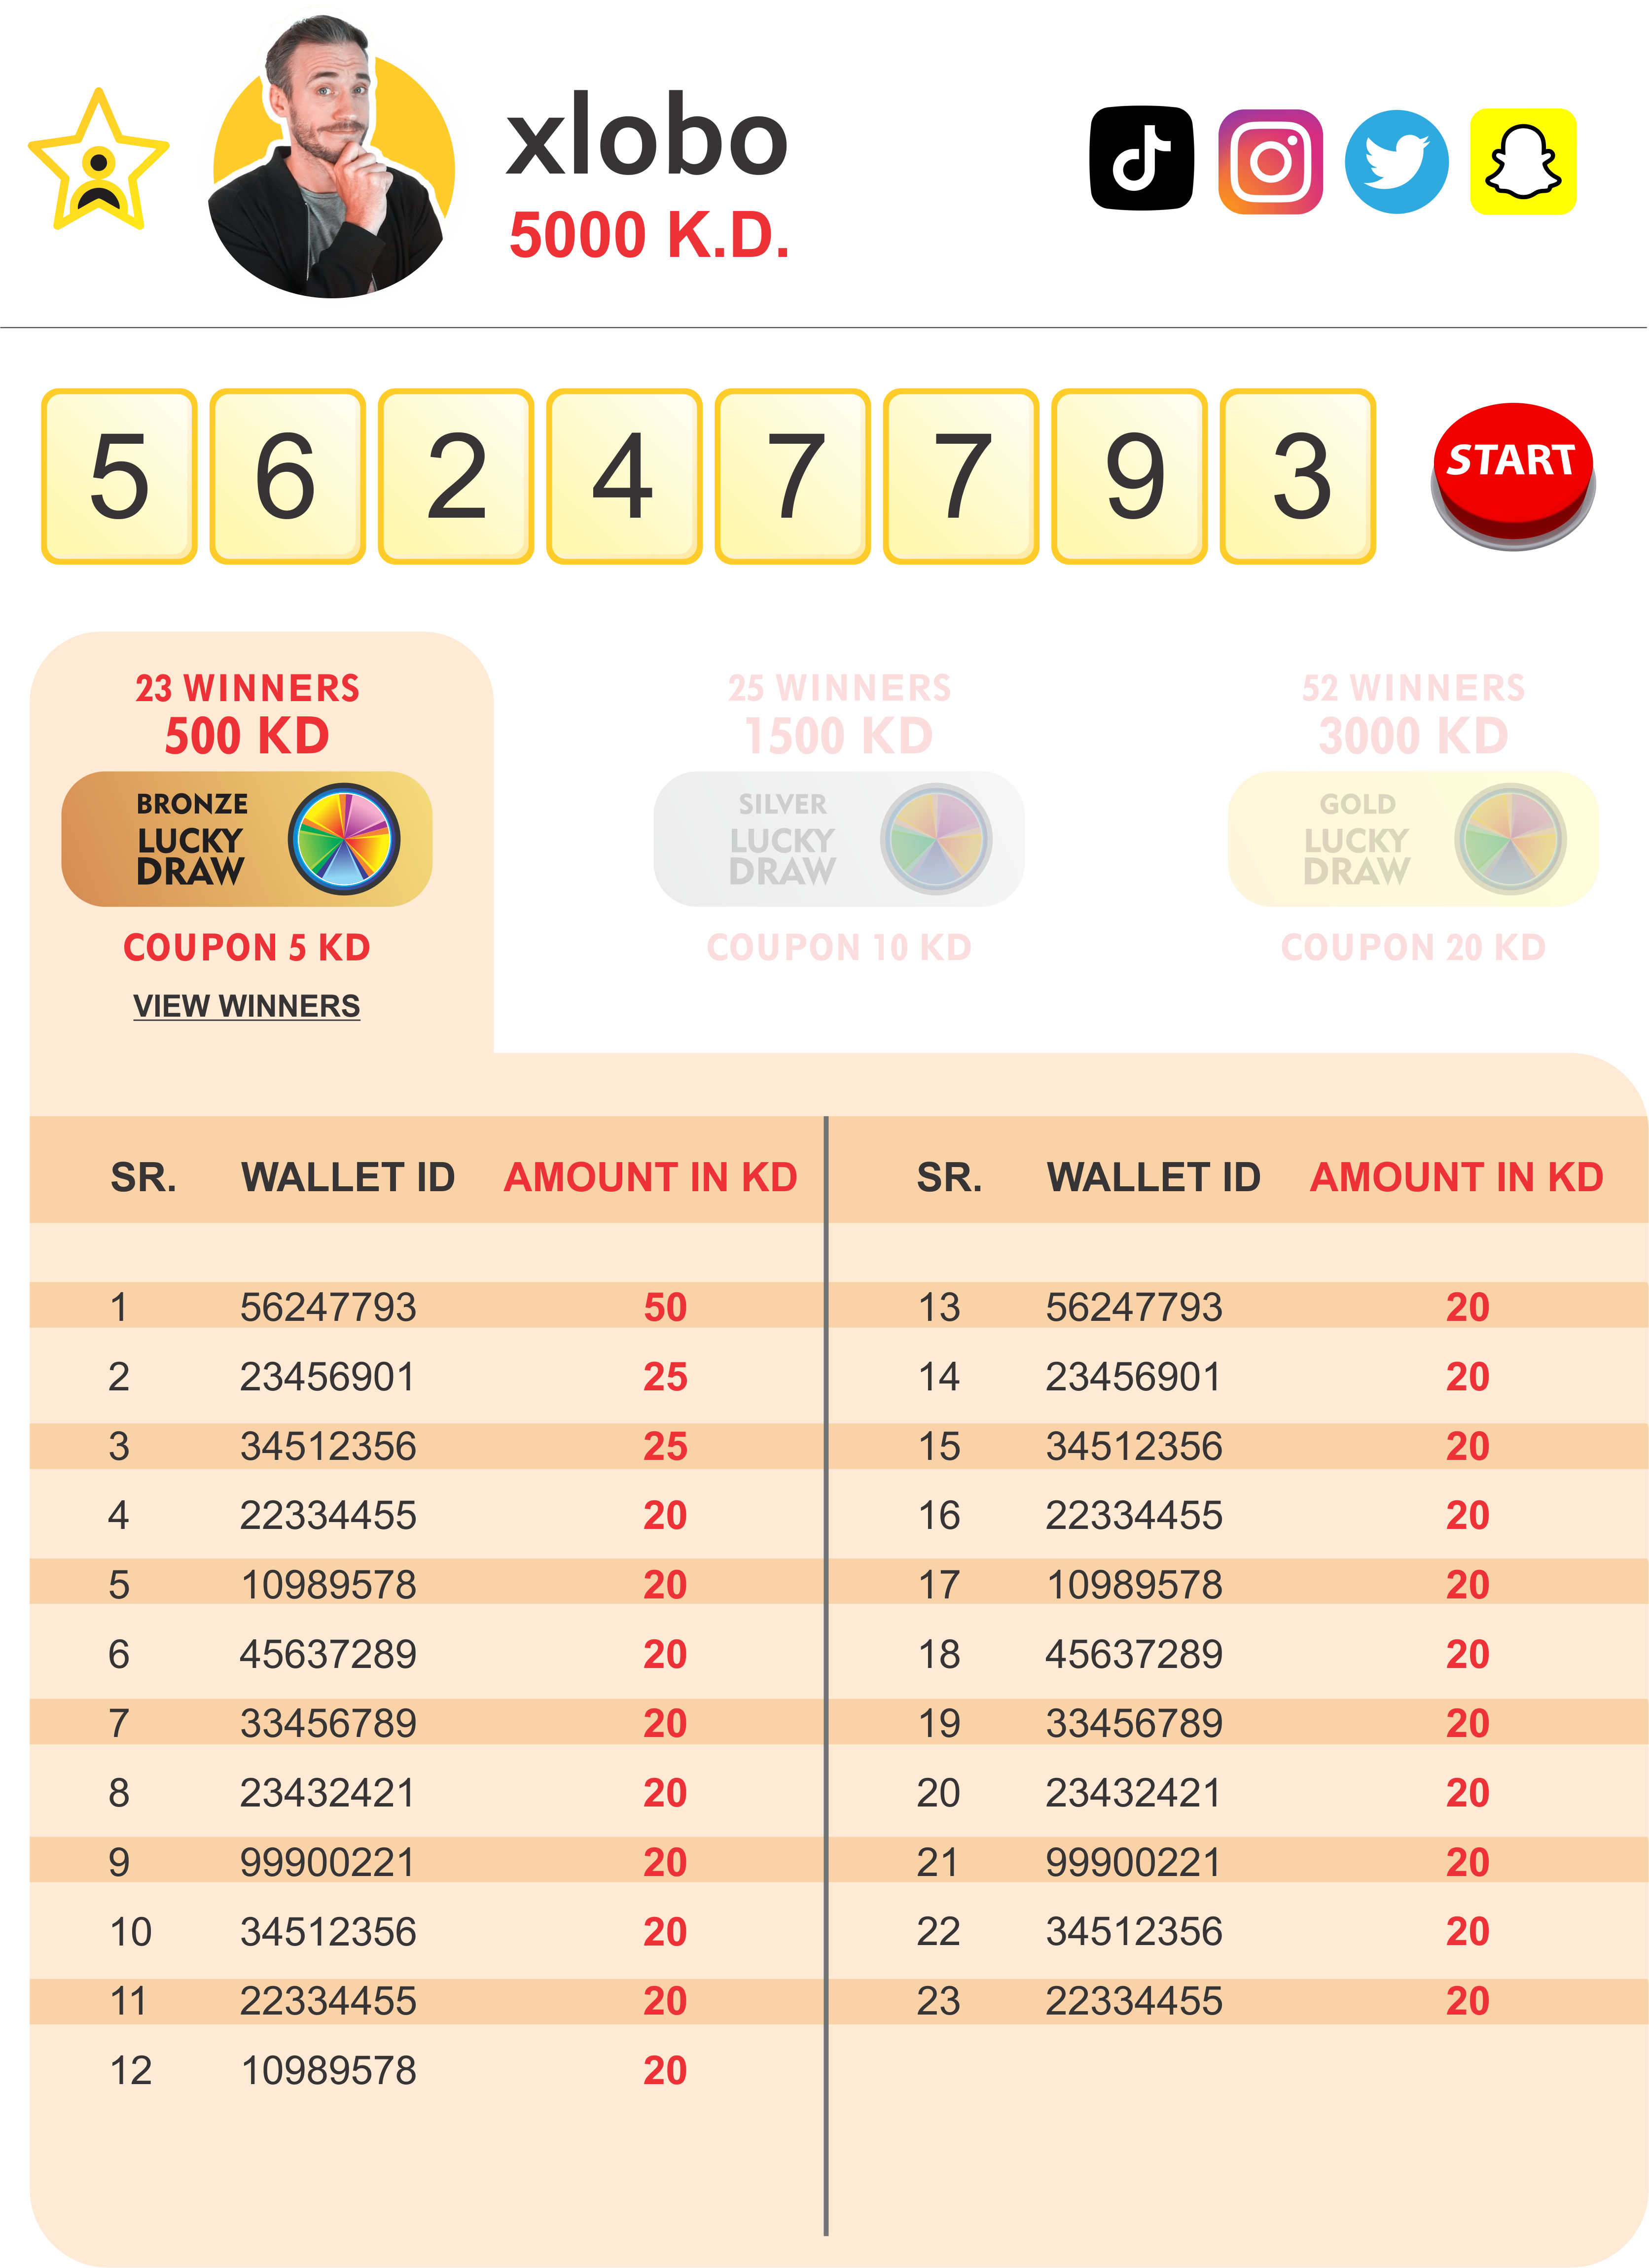 xlobo
5000 K.D.
5 6 2 4 7 7 9 3
START
23 WINNERS
500 KD
BRONZE
LUCKY
DRAW
COUPON 5 KD
VIEW WINNERS
25 WINNERS
1500 KD
SILVER
LUCKY
DRAW
COUPON 10 KD
52 WINNERS
3000 KD
GOLD
LUCKY
DRAW
COUPON 20 KD
SR. WALLET ID AMOUNT IN KD
1 56247793 50
2 23456901 25
3 34512356 25
4 22334455 20
5 10989578 20
6 45637289 20
7 33456789 20
8 23432421 20
9 99900221 20
10 34512356 20
11 22334455 20
12 10989578 20
SR. WALLET ID AMOUNT IN KD
13 56247793 20
14 23456901 20
15 34512356 20
16 22334455 20
17 10989578 20
18 45637289 20
19 33456789 20
20 23432421 20
21 99900221 20
22 34512356 20
23 22334455 20